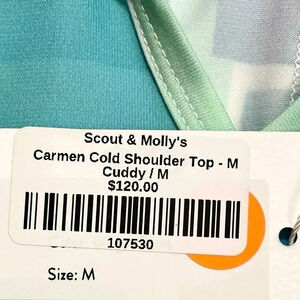 Scout & Molly's
Carmen Cold Shoulder Top - M
Cuddy / M
$120.00
107530
Size: M